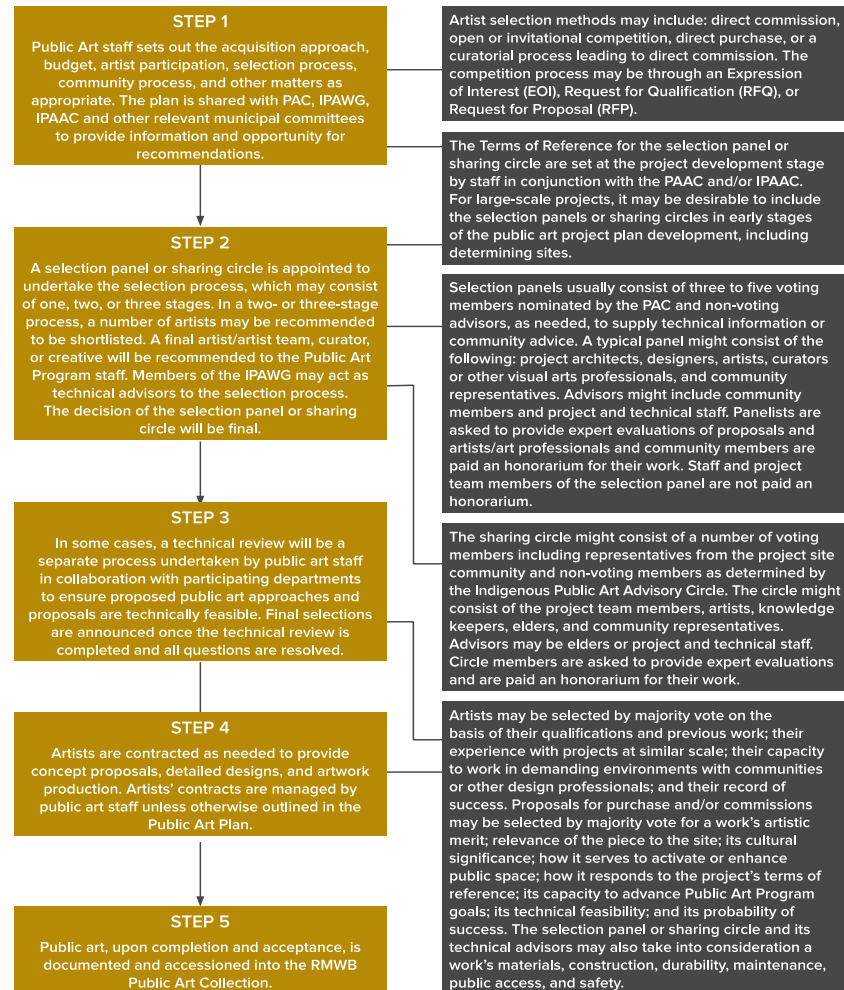 STEP 1
Public Art staff sets out the acquisition approach,
budget, artist participation, selection process,
community process, and other matters as
appropriate. The plan is shared with PAC, IPAWG,
IPAAC and other relevant municipal committees
to provide information and opportunity for
recommendations.
Artist selection methods may include: direct commission,
open or invitational competition, direct purchase, or a
curatorial process leading to direct commission. The
competition process may be through an Expression
of Interest (EOI), Request for Qualification (RFQ), or
Request for Proposal (RFP).
The Terms of Reference for the selection panel or
sharing circle are set at the project development stage
by staff in conjunction with the PAAC and/or IPAAC.
For large-scale projects, it may be desirable to include
the selection panels or sharing circles in early stages
of the public art project plan development, including
determining sites.
STEP 2
A selection panel or sharing circle is appointed to
undertake the selection process, which may consist
of one, two, or three stages. In a two- or three-stage
process, a number of artists may be recommended
to be shortlisted. A final artist/artist team, curator,
or creative will be recommended to the Public Art
Program staff. Members of the IPAWG may act as
technical advisors to the selection process.
The decision of the selection panel or sharing
circle will be final.
Selection panels usually consist of three to five voting
members nominated by the PAC and non-voting
advisors, as needed, to supply technical information or
community advice. A typical panel might consist of the
following: project architects, designers, artists, curators
or other visual arts professionals, and community
representatives. Advisors might include community
members and project and technical staff. Panelists are
asked to provide expert evaluations of proposals and
artists/art professionals and community members are
paid an honorarium for their work. Staff and project
team members of the selection panel are not paid an
honorarium.
STEP 3
In some cases, a technical review will be a
separate process undertaken by public art staff
in collaboration with participating departments
to ensure proposed public art approaches and
proposals are technically feasible. Final selections
are announced once the technical review is
completed and all questions are resolved.
The sharing circle might consist of a number of voting
members including representatives from the project site
community and non-voting members as determined by
the Indigenous Public Art Advisory Circle. The circle might
consist of the project team members, artists, knowledge
keepers, elders, and community representatives.
Advisors may be elders or project and technical staff.
Circle members are asked to provide expert evaluations
and are paid an honorarium for their work.
STEP 4
Artists are contracted as needed to provide
concept proposals, detailed designs, and artwork
production. Artists' contracts are managed by
public art staff unless otherwise outlined in the
Public Art Plan.
Artists may be selected by majority vote on the
basis of their qualifications and previous work; their
experience with projects at similar scale; their capacity
to work in demanding environments with communities
or other design professionals; and their record of
success. Proposals for purchase and/or commissions
may be selected by majority vote for a work's artistic
merit; relevance of the piece to the site; its cultural
significance; how it serves to activate or enhance
public space; how it responds to the project's terms of
reference; its capacity to advance Public Art Program
goals; its technical feasibility; and its probability of
success. The selection panel or sharing circle and its
technical advisors may also take into consideration a
work's materials, construction, durability, maintenance,
public access, and safety.
STEP 5
Public art, upon completion and acceptance, is
documented and accessioned into the RMWB
Public Art Collection.